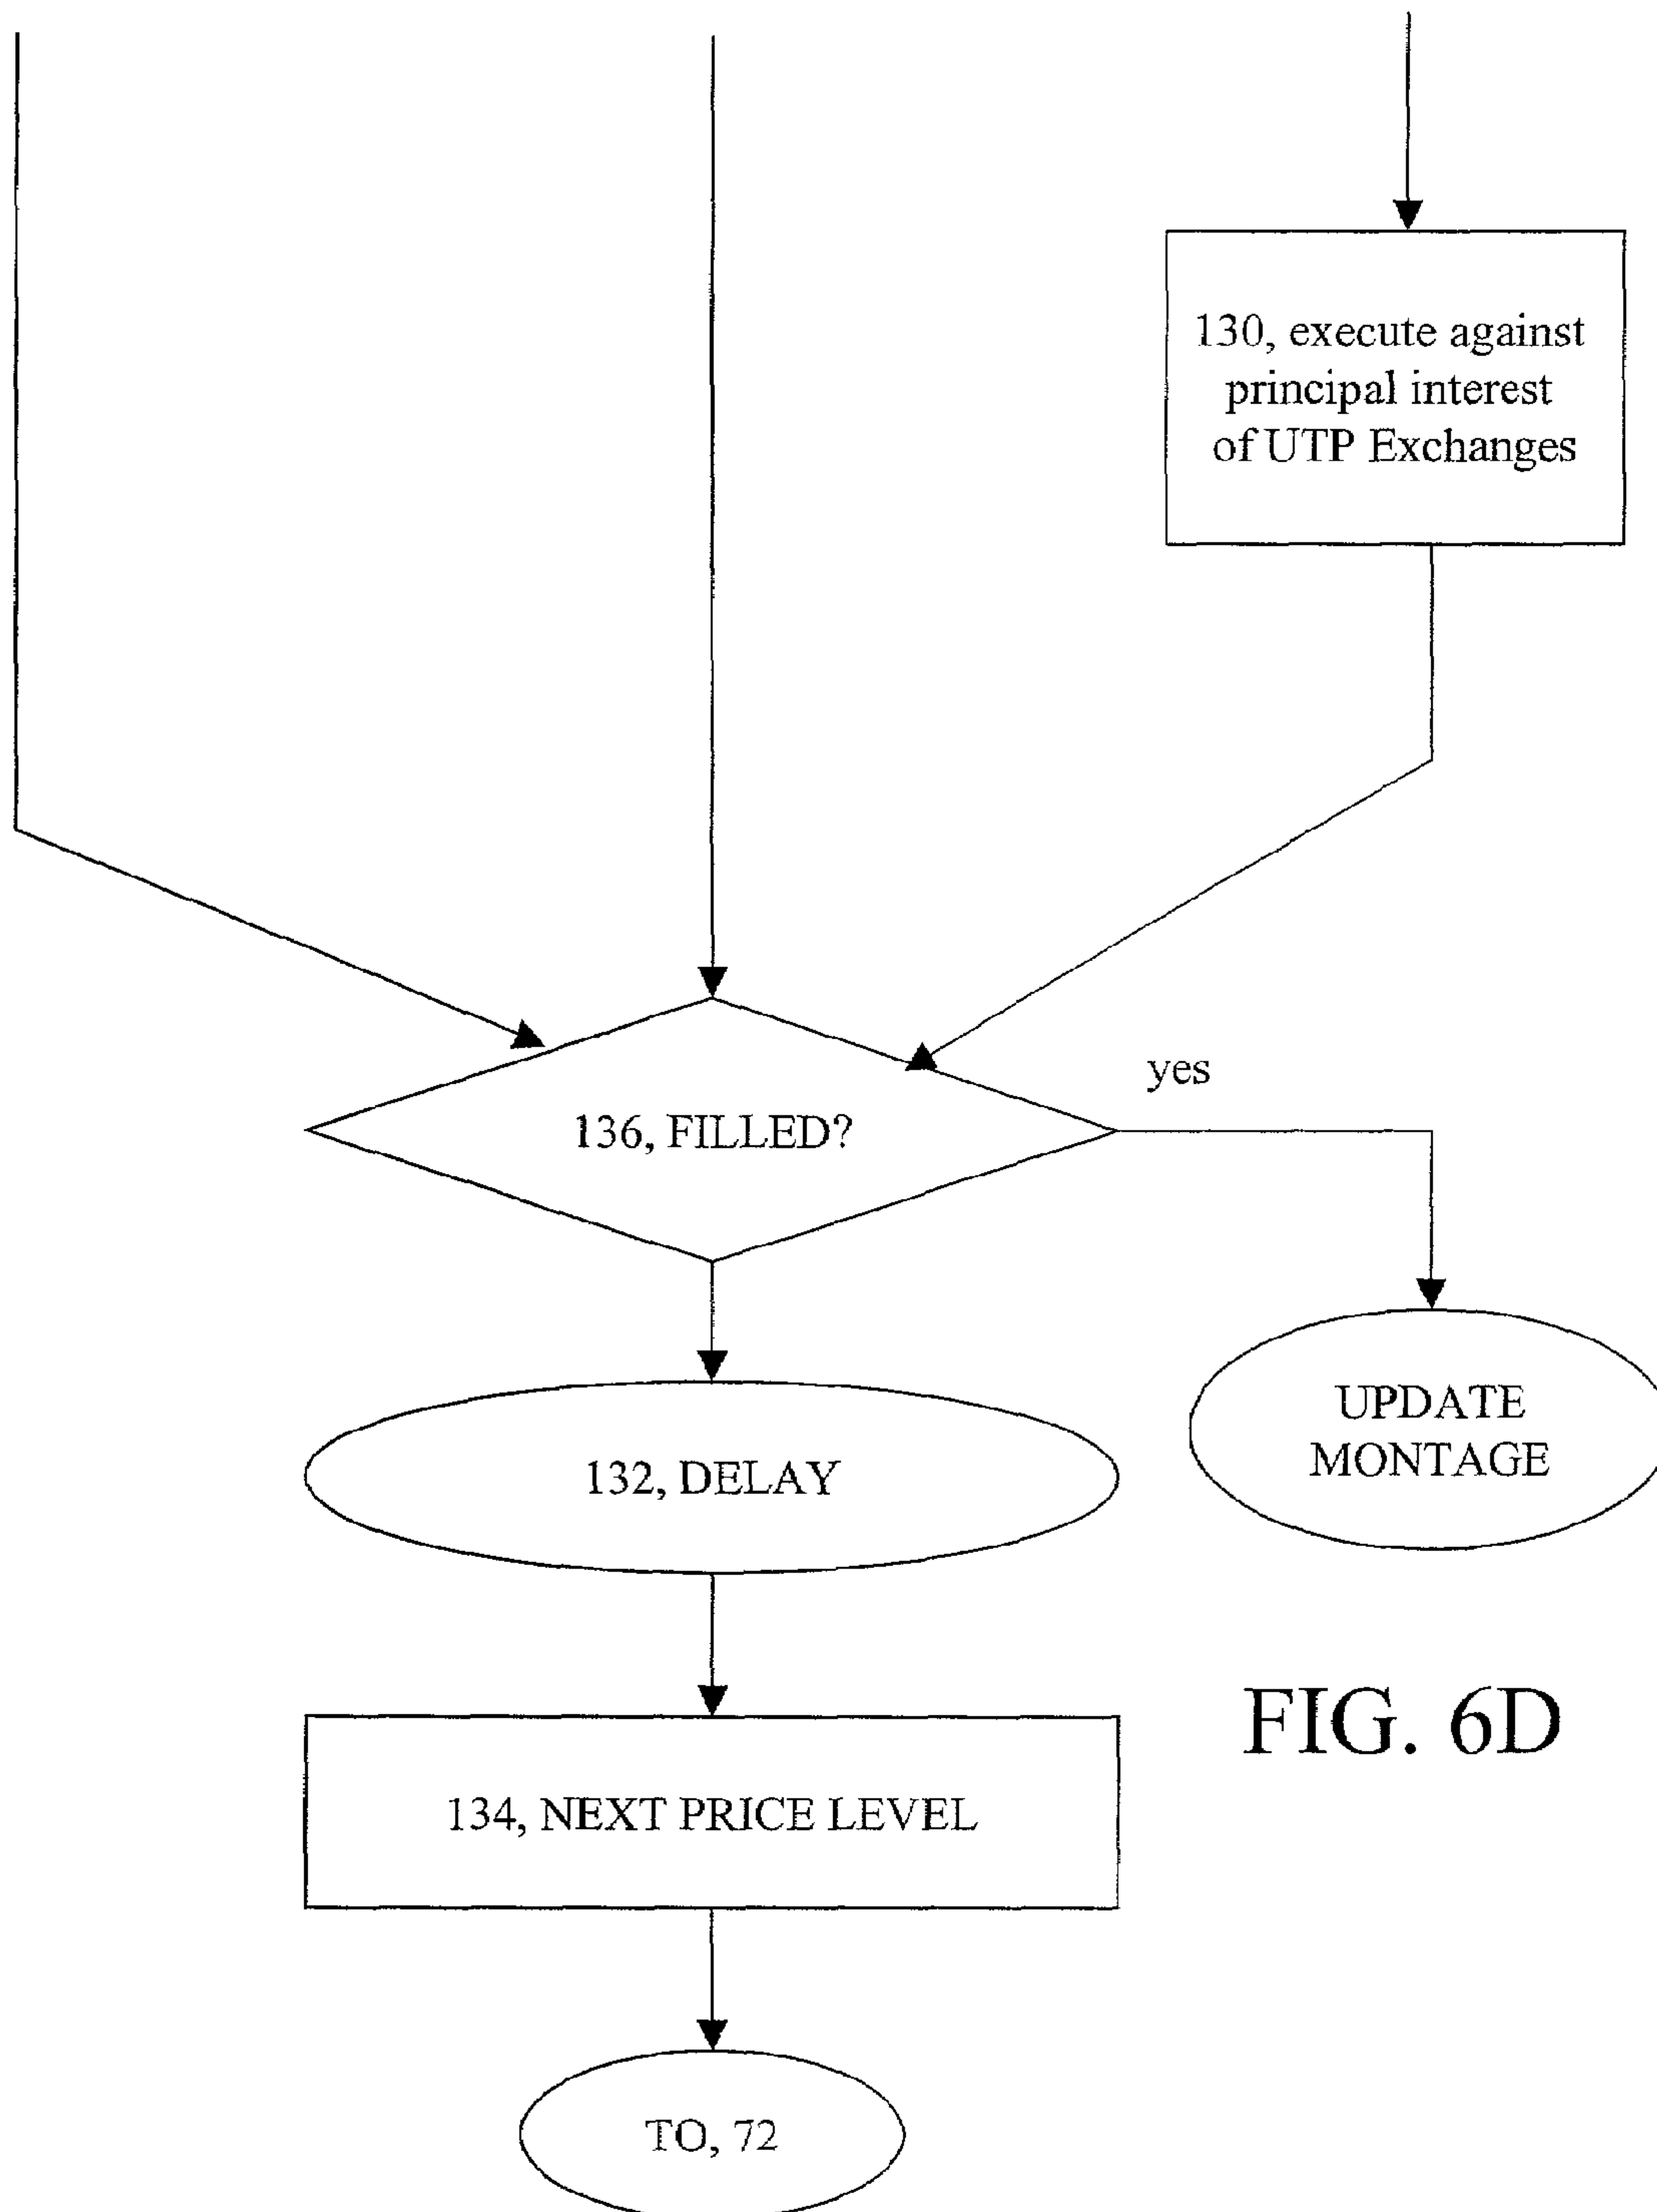 130, execute against
principal interest
of UTP Exchanges
yes
136, FILLED?
UPDATE
MONTAGE
132, DELAY
FIG. 6D
134, NEXT PRICE LEVEL
TO, 72